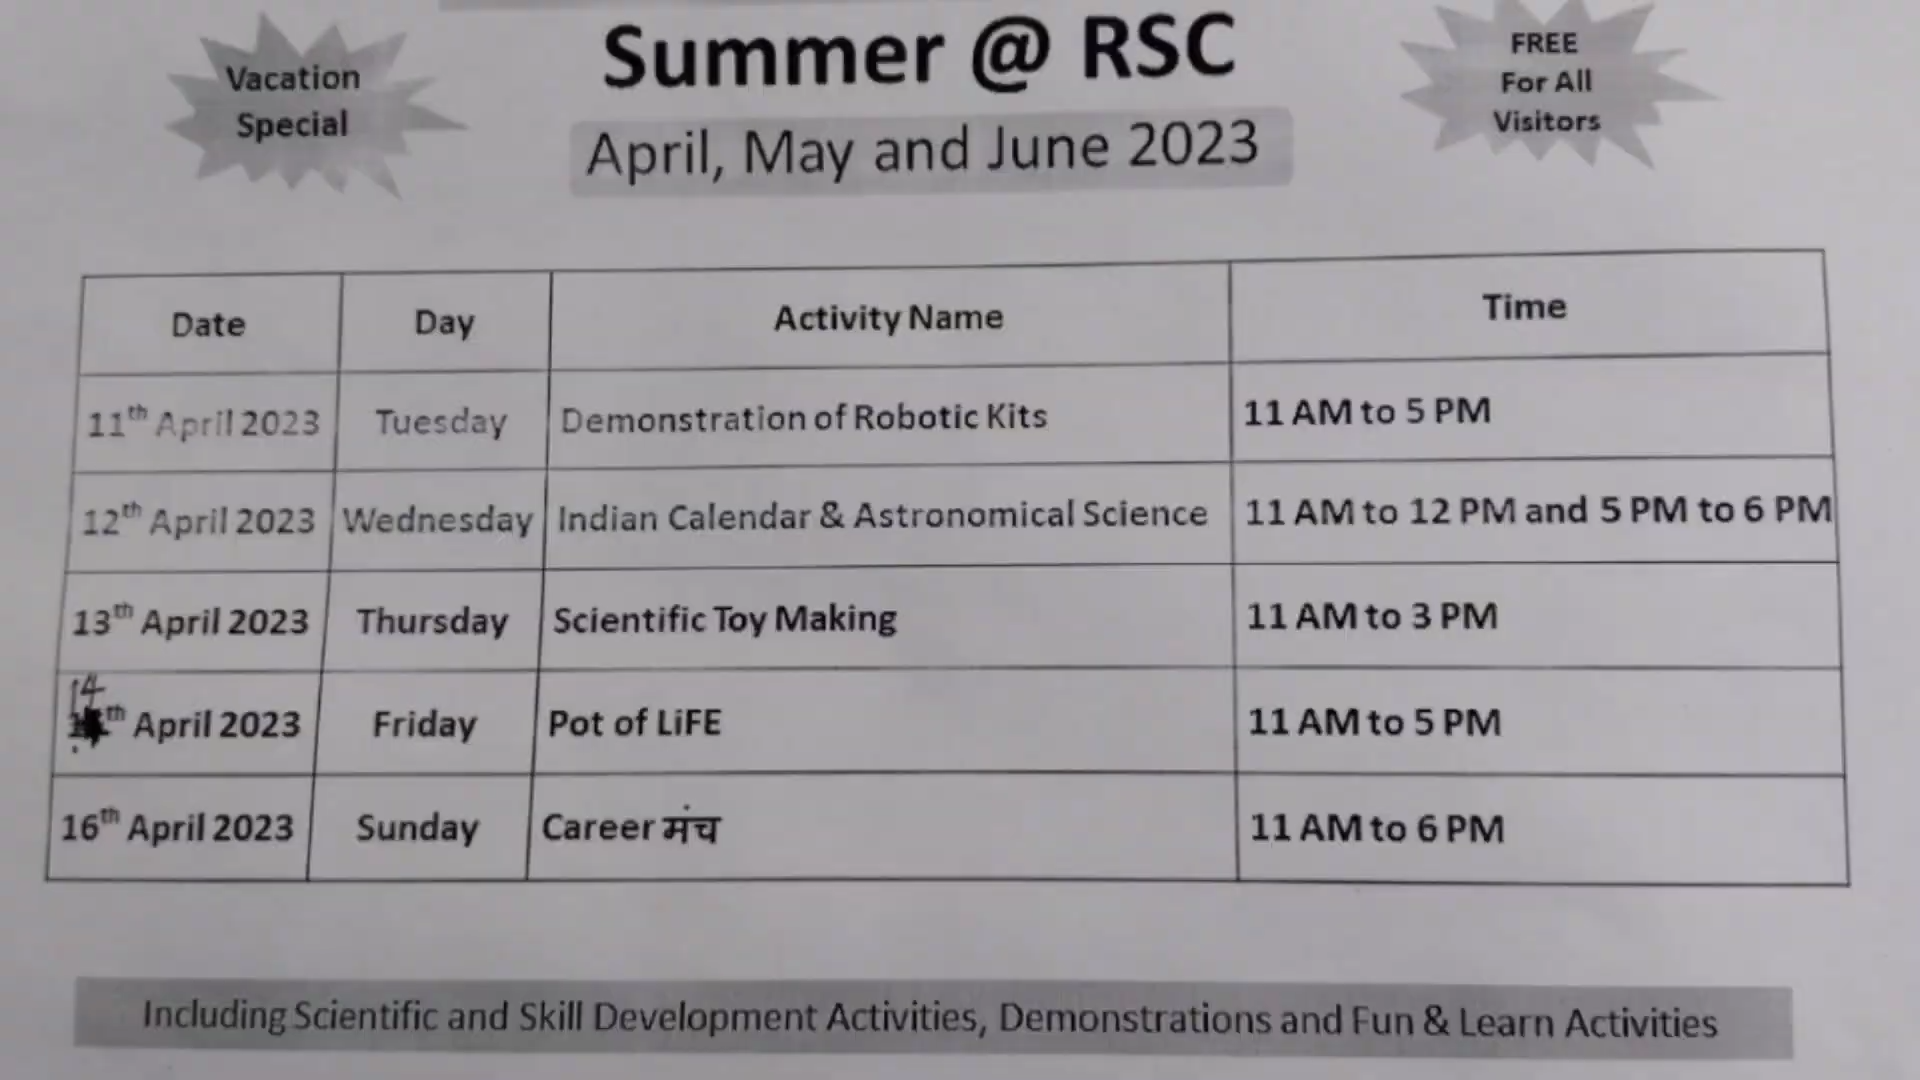 Vacation
Special
Summer @ RSC
April, May and June 2023
FREE
For All
Visitors
Date Day Activity Name Time
11th April 2023 Tuesday Demonstration of Robotic Kits 11 AM to 5 PM
12th April 2023 Wednesday Indian Calendar & Astronomical Science 11 AM to 12 PM and 5 PM to 6 PM
13th April 2023 Thursday Scientific Toy Making 11 AM to 3 PM
14th April 2023 Friday Pot of LiFE 11 AM to 5 PM
16th April 2023 Sunday Career मंच 11 AM to 6 PM
Including Scientific and Skill Development Activities, Demonstrations and Fun & Learn Activities